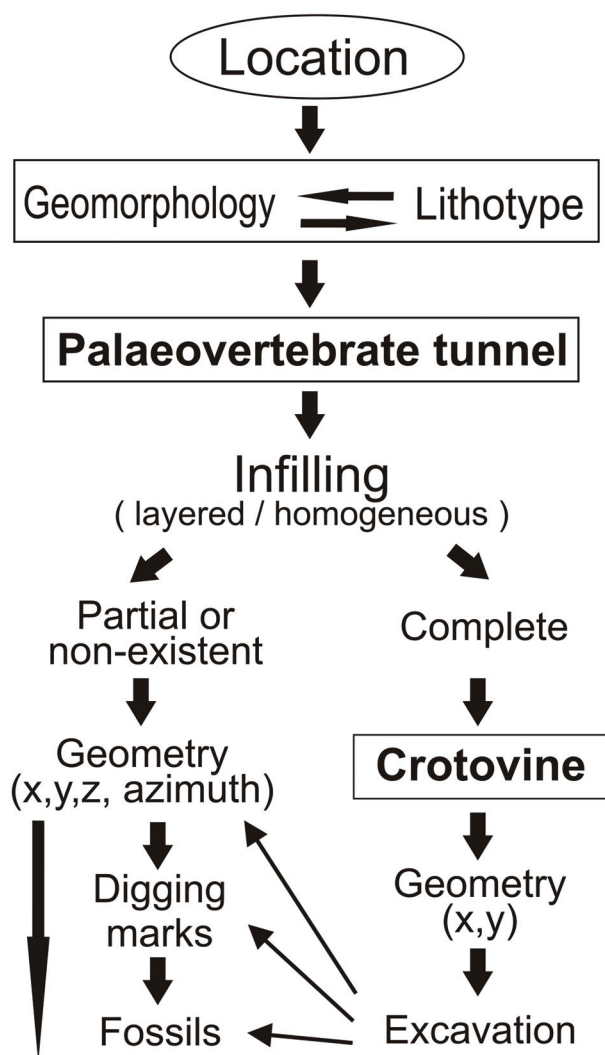 Location
Geomorphology Lithotype
Palaeovertebrate tunnel
Infilling
( layered / homogeneous )
Partial or
non-existent
Complete
Geometry
(x,y,z, azimuth)
Crotovine
Digging
marks
Geometry
(x,y)
Fossils
Excavation